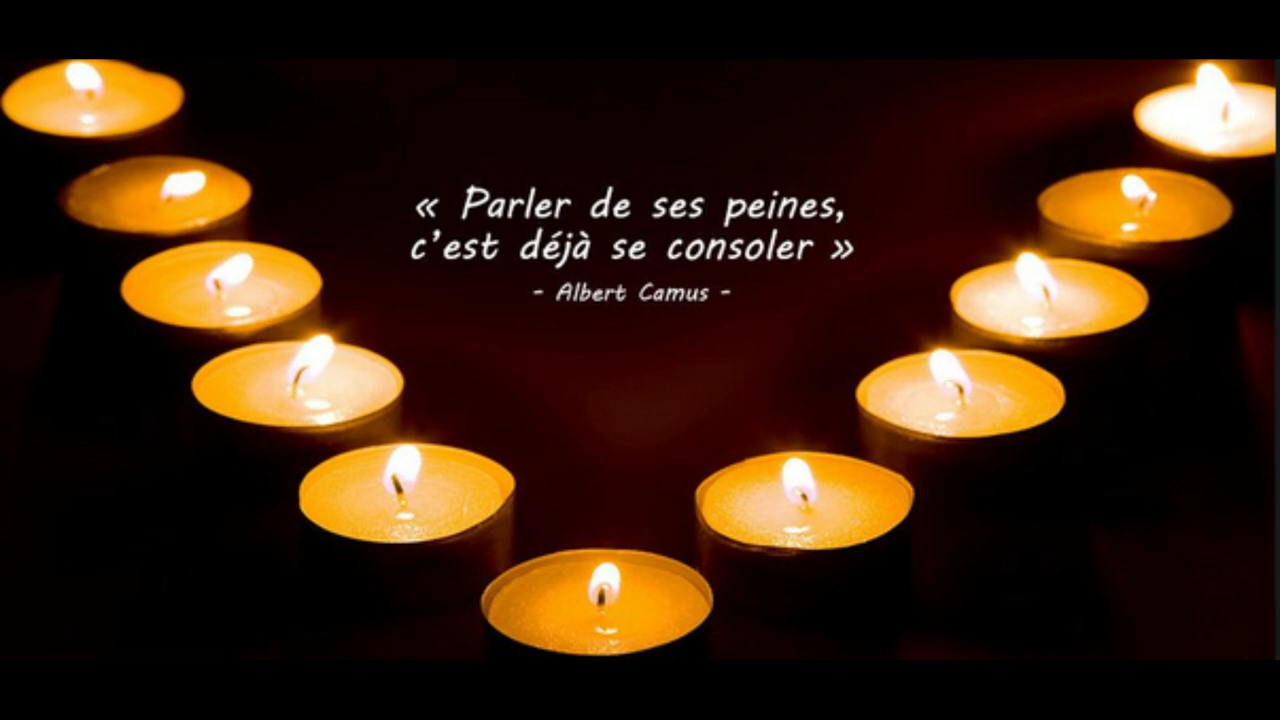 « Parler de ses peines,
c’est déjà se consoler »
- Albert Camus -